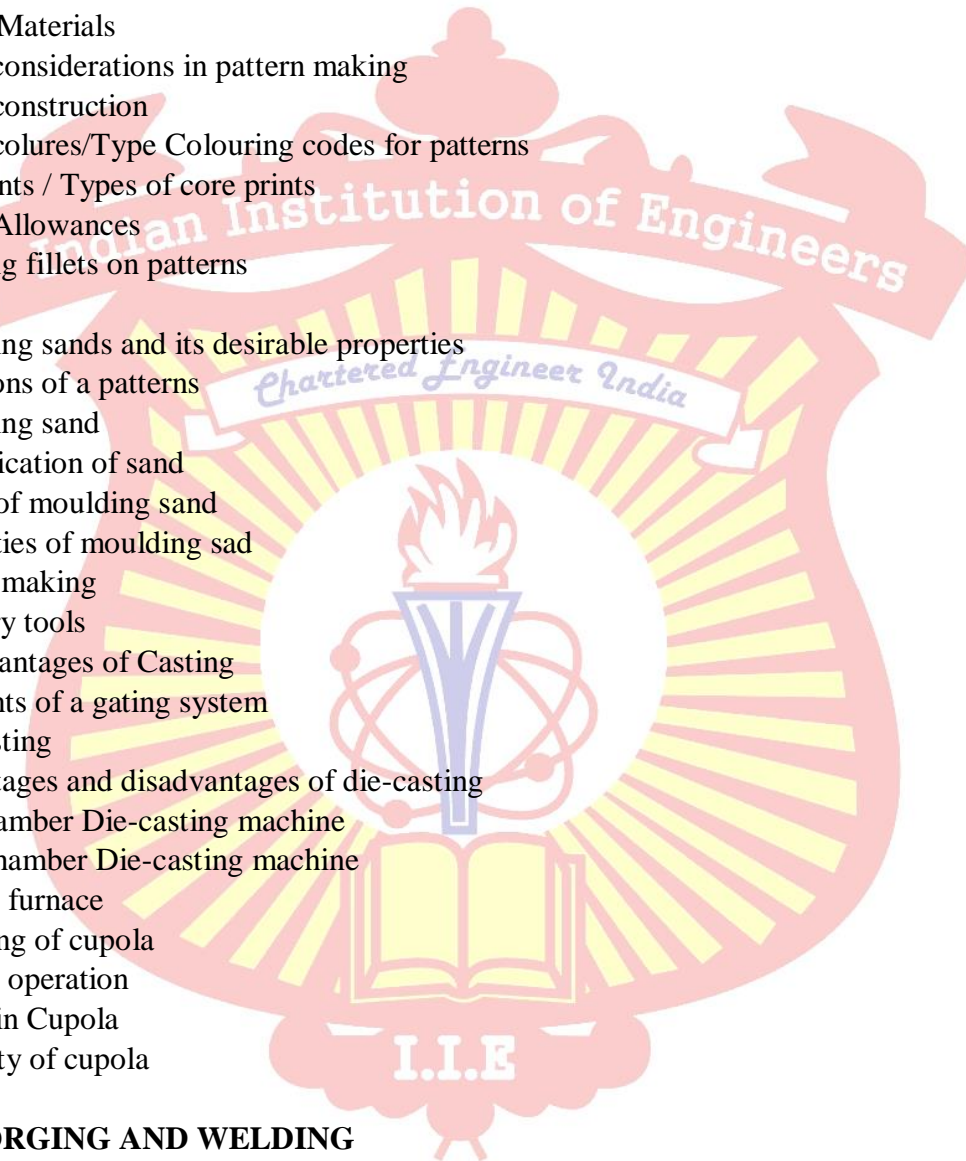 Materials
considerations in pattern making
construction
colures/Type Colouring codes for patterns
nts / Types of core prints
Allowances
Indian Institution of Engineers
g fillets on patterns
ng sands and its desirable properties
Chartered Engineer India
ons of a patterns
ng sand
ication of sand
of moulding sand
ties of moulding sad
making
y tools
vantages of Casting
nts of a gating system
sting
tages and disadvantages of die-casting
amber Die-casting machine
hamber Die-casting machine
furnace
ng of cupola
operation
in Cupola
ty of cupola
I.I.E
ORGING AND WELDING